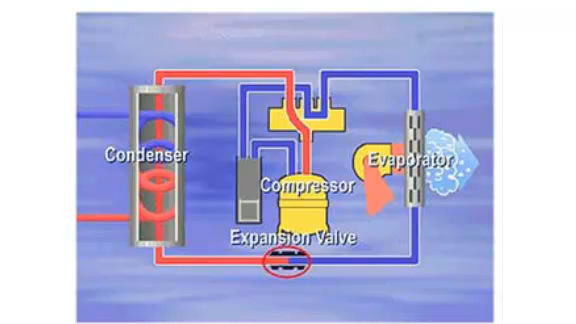 Condenser
Evaporator
Compressor
Expansion Valve